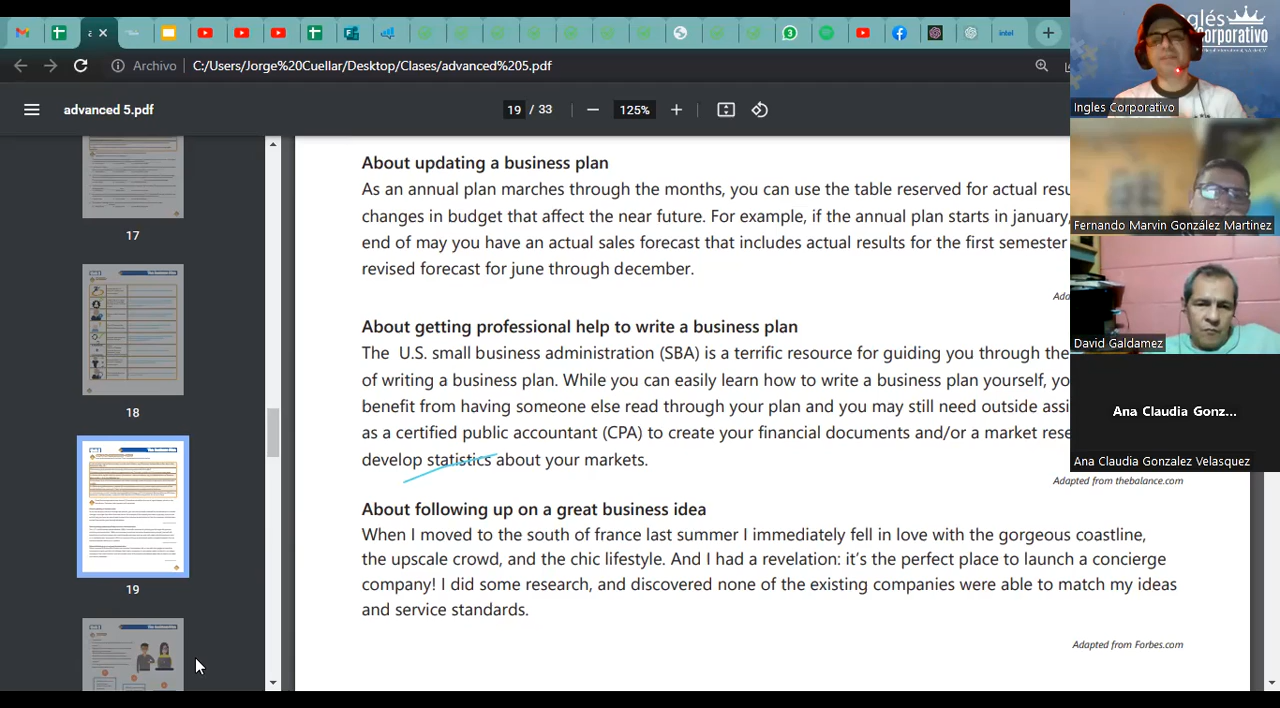 Archivo
C:/Users/Jorge%20Cuellar/Desktop/Clases/advanced%205.pdf
intel
advanced 5.pdf
19 / 33
125%
17
18
19
About updating a business plan
As an annual plan marches through the months, you can use the table reserved for actual
changes in budget that affect the near future. For example, if the annual plan starts in january,
end of may you have an actual sales forecast that includes actual results for the first semester
revised forecast for june through december.
About getting professional help to write a business plan
The U.S. small business administration (SBA) is a terrific resource for guiding you through the
of writing a business plan. While you can easily learn how to write a business plan yourself,
benefit from having someone else read through your plan and you may still need outside
as a certified public accountant (CPA) to create your financial documents and/or a market
develop statistics about your markets.
Adapted from thebalance.com
About following up on a great business idea
When I moved to the south of france last summer I immediately fell in love with the gorgeous coastline,
the upscale crowd, and the chic lifestyle. And I had a revelation: it's the perfect place to launch a concierge
company! I did some research, and discovered none of the existing companies were able to match my ideas
and service standards.
Adapted from Forbes.com
Inglés
Corporativo
Ingles Corporativo
Fernando Marvin González Martinez
David Galdamez
Ana Claudia Gonz...
Ana Claudia Gonzalez Velasquez